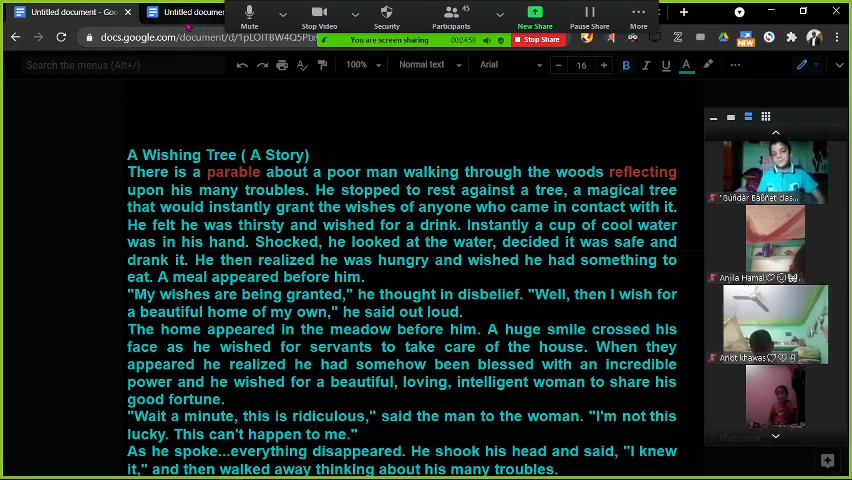 Untitled document - Goo
Untitled documen
Mute
Stop Video
Security
45
Participants
New Share
Pause Share
More
docs.google.com/document/d/1pLOlTBW4Q5Px
You are screen sharing
02:24:50
Stop Share
NEW
Search the menus (Alt+/)
100%
Normal text
Arial
16
B
I
U
A
A Wishing Tree ( A Story)
There is a parable about a poor man walking through the woods reflecting
upon his many troubles. He stopped to rest against a tree, a magical tree
that would instantly grant the wishes of anyone who came in contact with it.
He felt he was thirsty and wished for a drink. Instantly a cup of cool water
was in his hand. Shocked, he looked at the water, decided it was safe and
drank it. He then realized he was hungry and wished he had something to
eat. A meal appeared before him.
"My wishes are being granted," he thought in disbelief. "Well, then I wish for
a beautiful home of my own," he said out loud.
The home appeared in the meadow before him. A huge smile crossed his
face as he wished for servants to take care of the house. When they
appeared he realized he had somehow been blessed with an incredible
power and he wished for a beautiful, loving, intelligent woman to share his
good fortune.
"Wait a minute, this is ridiculous," said the man to the woman. "I'm not this
lucky. This can't happen to me."
As he spoke...everything disappeared. He shook his head and said, "I knew
it," and then walked away thinking about his many troubles.
Anjila Hamal
Ankit khawas